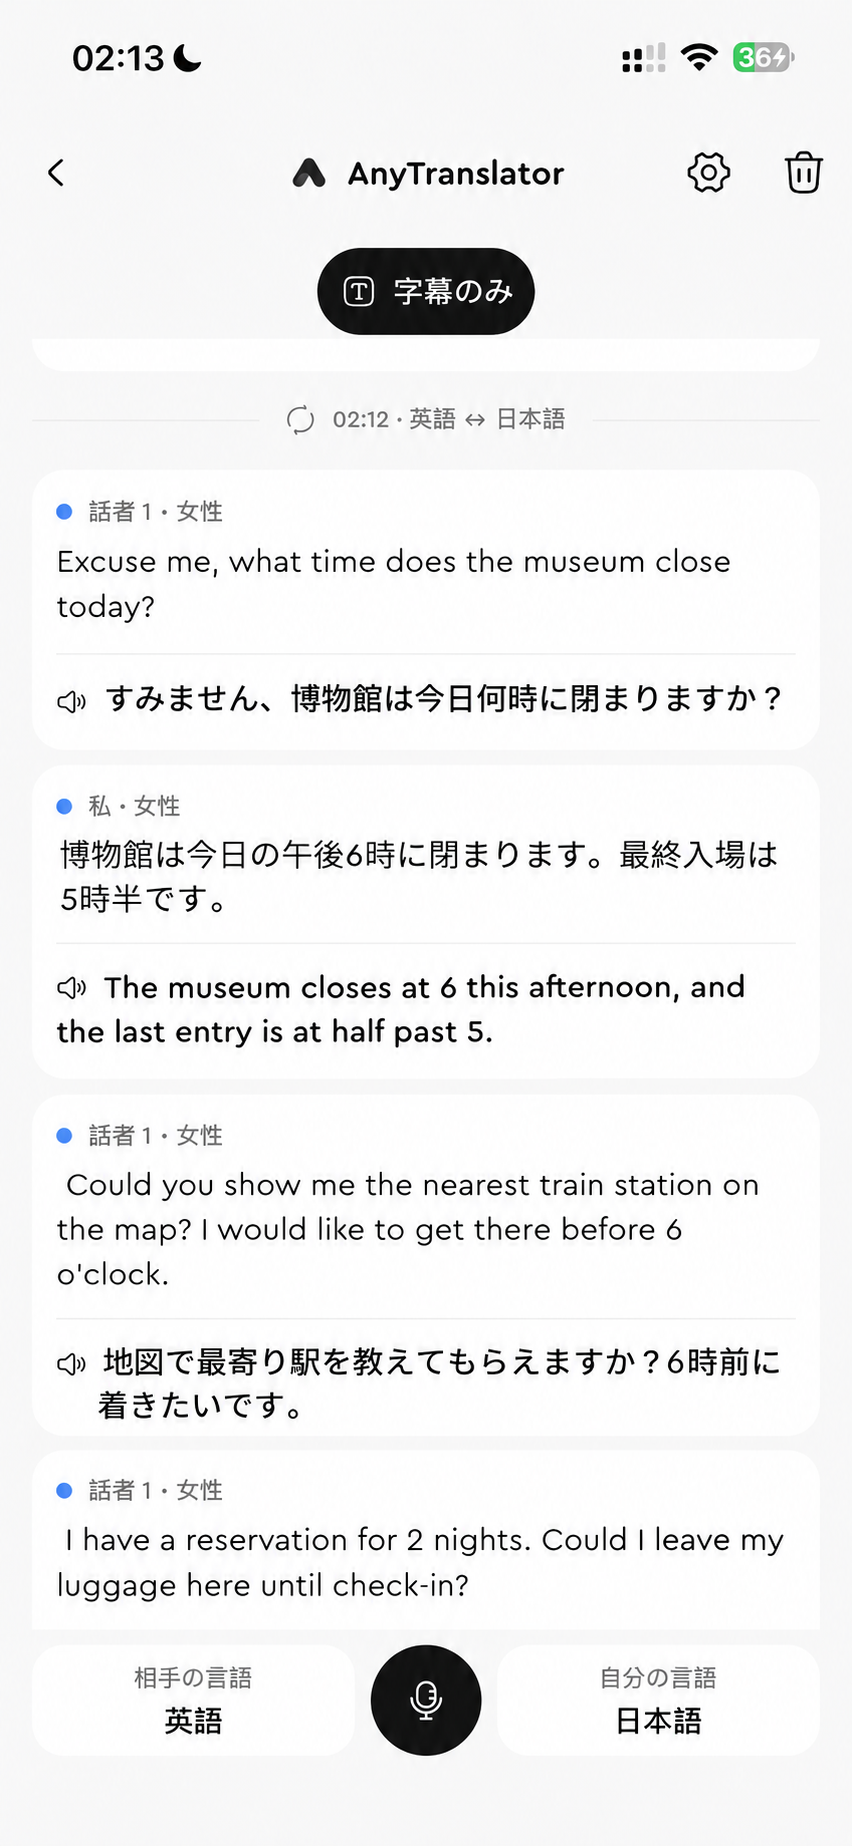 02:13
36
AnyTranslator
字幕のみ
02:12 · 英語 ↔ 日本語
話者 1 · 女性
Excuse me, what time does the museum close
today?
すみません、博物館は今日何時に閉まりますか？
私 · 女性
博物館は今日の午後6時に閉まります。最終入場は
5時半です。
The museum closes at 6 this afternoon, and
the last entry is at half past 5.
話者 1 · 女性
Could you show me the nearest train station on
the map? I would like to get there before 6
o'clock.
地図で最寄り駅を教えてもらえますか？6時前に
着きたいです。
話者 1 · 女性
I have a reservation for 2 nights. Could I leave my
luggage here until check-in?
相手の言語
英語
自分の言語
日本語